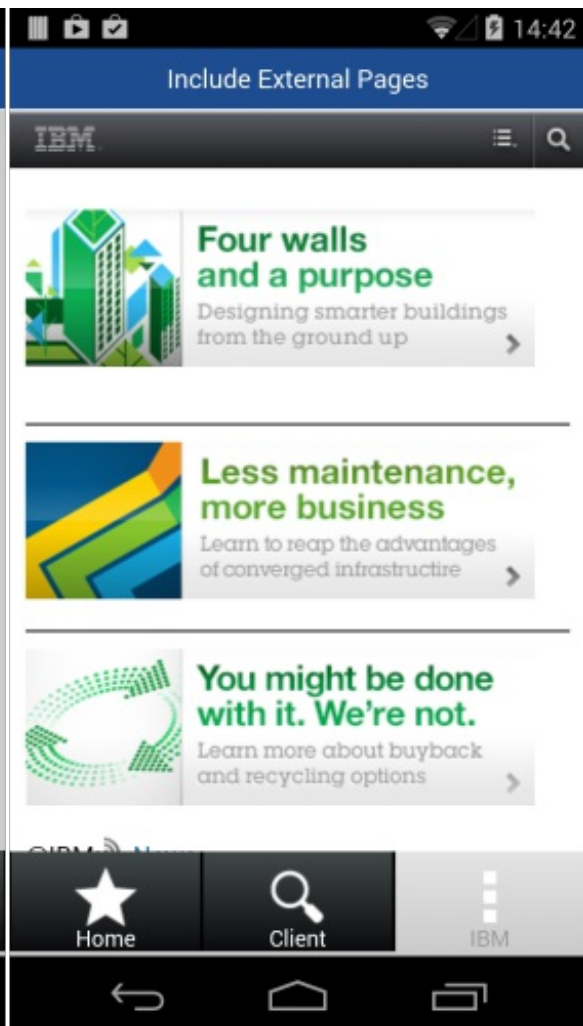 14:42
Include External Pages
IBM
Four walls
and a purpose
Designing smarter buildings
from the ground up
Less maintenance,
more business
Learn to reap the advantages
of converged infrastructire
You might be done
with it. We're not.
Learn more about buyback
and recycling options
Home
Client
IBM